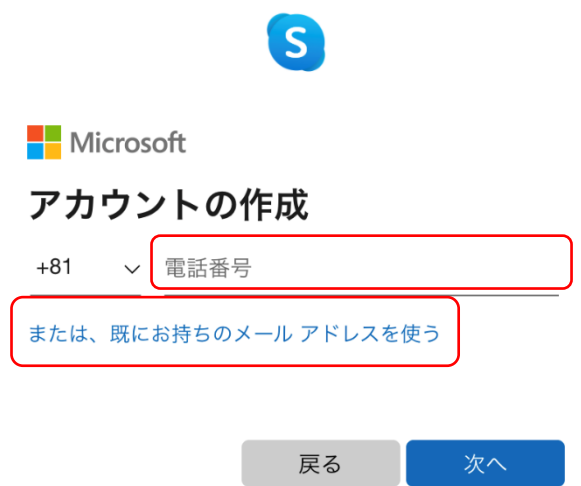 S
Microsoft
アカウントの作成
+81 電話番号
または、既にお持ちのメール アドレスを使う
戻る 次へ